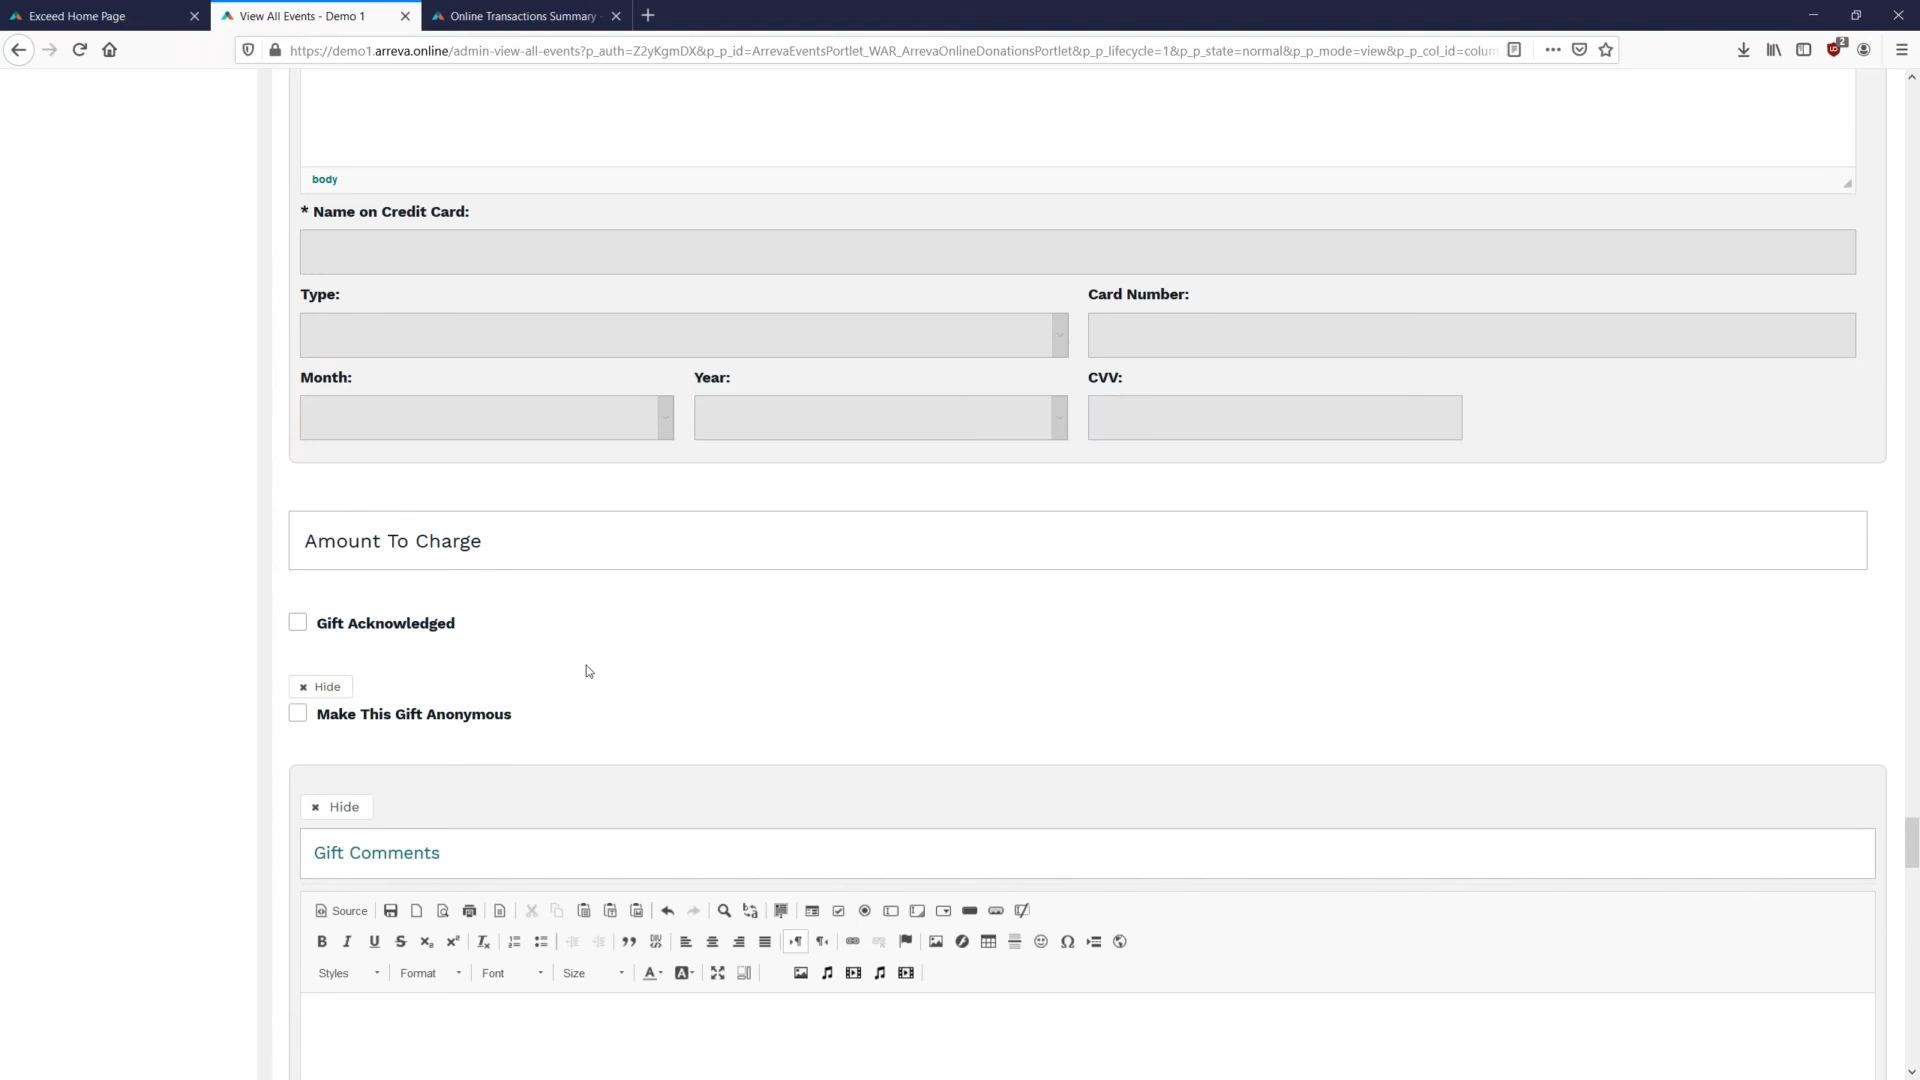 Exceed Home Page
View All Events - Demo 1
Online Transactions Summary
https://demo1.arreva.online/admin-view-all-events?p_auth=Z2yKgmDX&p_p_id=ArrevaEventsPortlet_WAR_ArrevaOnlineDonationsPortlet&p_p_lifecycle=1&p_p_state=normal&p_p_mode=view&p_p_col_id=colum
2
body
* Name on Credit Card:
Type:
Card Number:
Month:
Year:
CVV:
Amount To Charge
Gift Acknowledged
Hide
Make This Gift Anonymous
Hide
Gift Comments
Source
Styles
Format
Font
Size